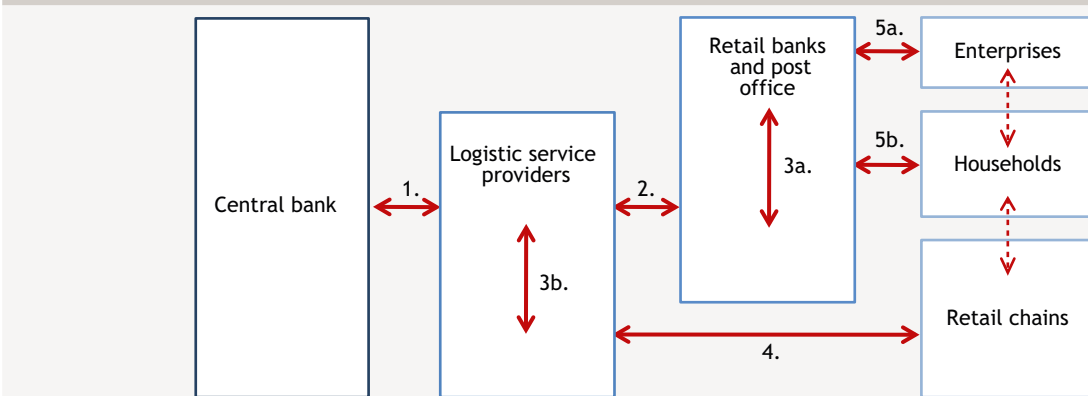 Central bank
1.
Logistic service
providers
3b.
2.
Retail banks
and post
office
3a.
4.
5a.
Enterprises
5b.
Households
Retail chains